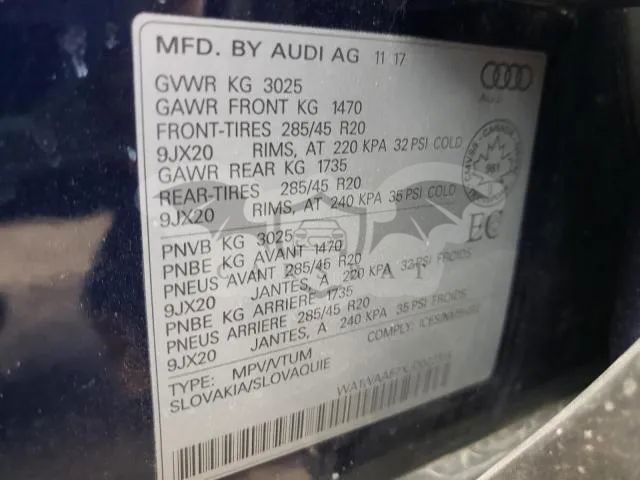 MFD. BY AUDI AG 11 17
Audi
GVWR KG 3025
GAWR FRONT KG 1470
FRONT-TIRES 285/45 R20
9JX20 RIMS, AT 220 KPA 32 PSI COLD
GAWR REAR KG 1735
REAR-TIRES 285/45 R20
9JX20 RIMS, AT 240 KPA 35 PSI COLD
CANADA
EC
PNVB KG 3025
PNBE KG AVANT 1470
PNEUS AVANT 285/45 R20
9JX20 JANTES, A 220 KPA 32 PSI FROIDS
PNBE KG ARRIERE 1735
PNEUS ARRIERE 285/45 R20
9JX20 JANTES, A 240 KPA 35 PSI FROIDS
TYPE: MPV/VTUM COMPLY:
SLOVAKIA/SLOVAQUIE